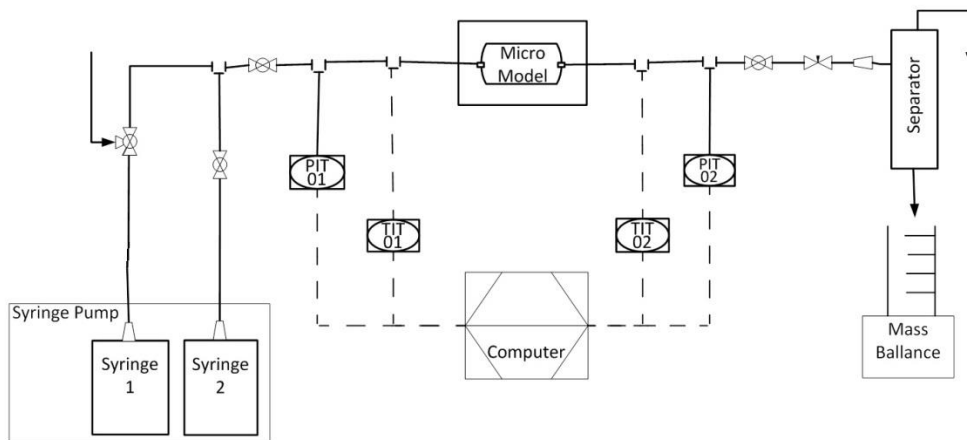 Micro
Model
Separator
PIT
01
PIT
02
TIT
01
TIT
02
Syringe Pump
Syringe
1
Syringe
2
Computer
Mass
Ballance